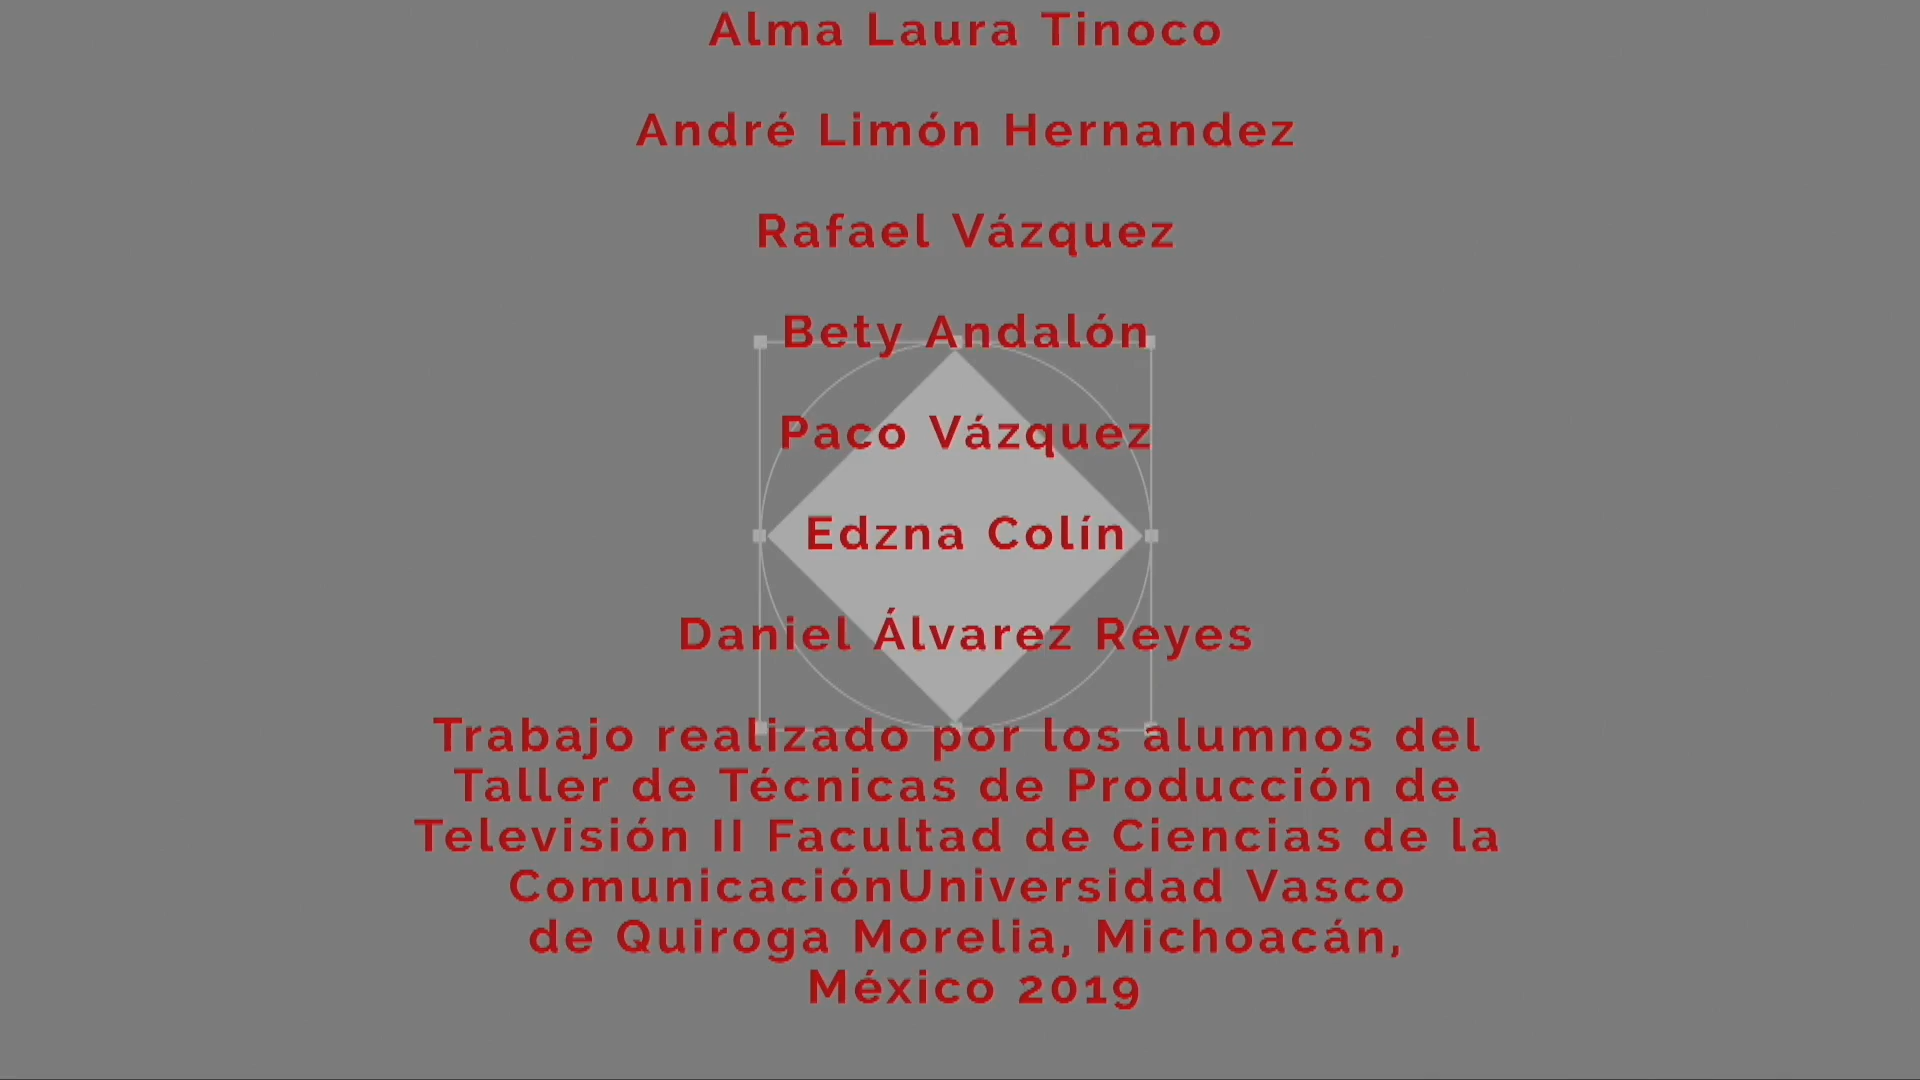 Alma Laura Tinoco
André Limón Hernandez
Rafael Vázquez
Bety Andalón
Paco Vázquez
Edzna Colín
Daniel Álvarez Reyes
Trabajo realizado por los alumnos del
Taller de Técnicas de Producción de
Televisión II Facultad de Ciencias de la
ComunicaciónUniversidad Vasco
de Quiroga Morelia, Michoacán,
México 2019